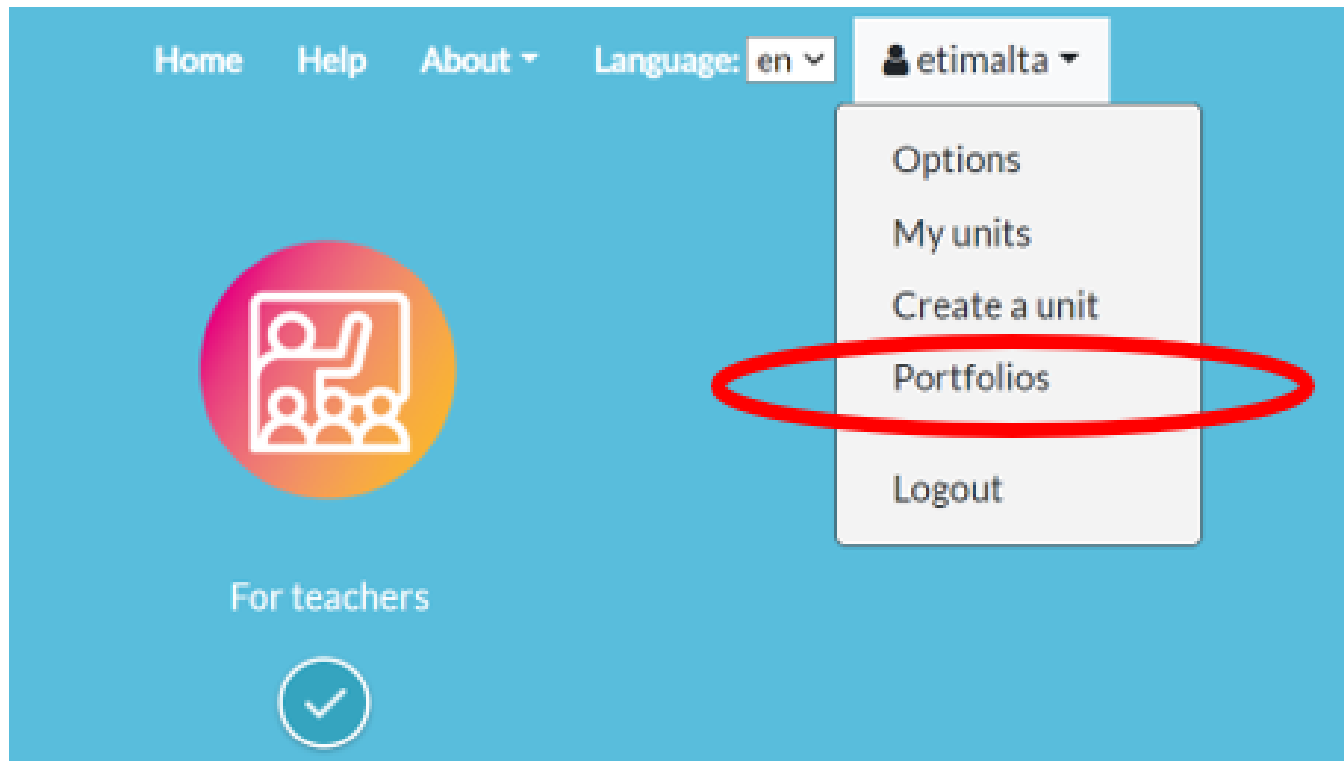 Home Help About Language: en etimalta
Options
My units
Create a unit
Portfolios
Logout
For teachers